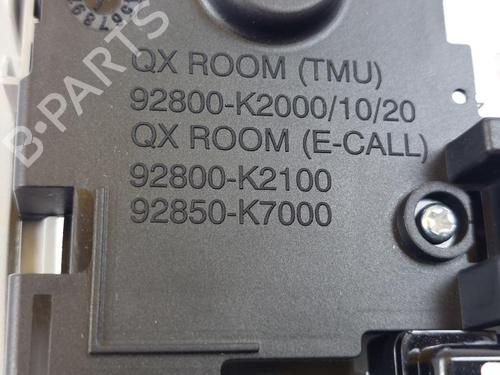 B-PARTS
QX ROOM (TMU)
92800-K2000/10/20
QX ROOM (E-CALL)
92800-K2100
92850-K7000